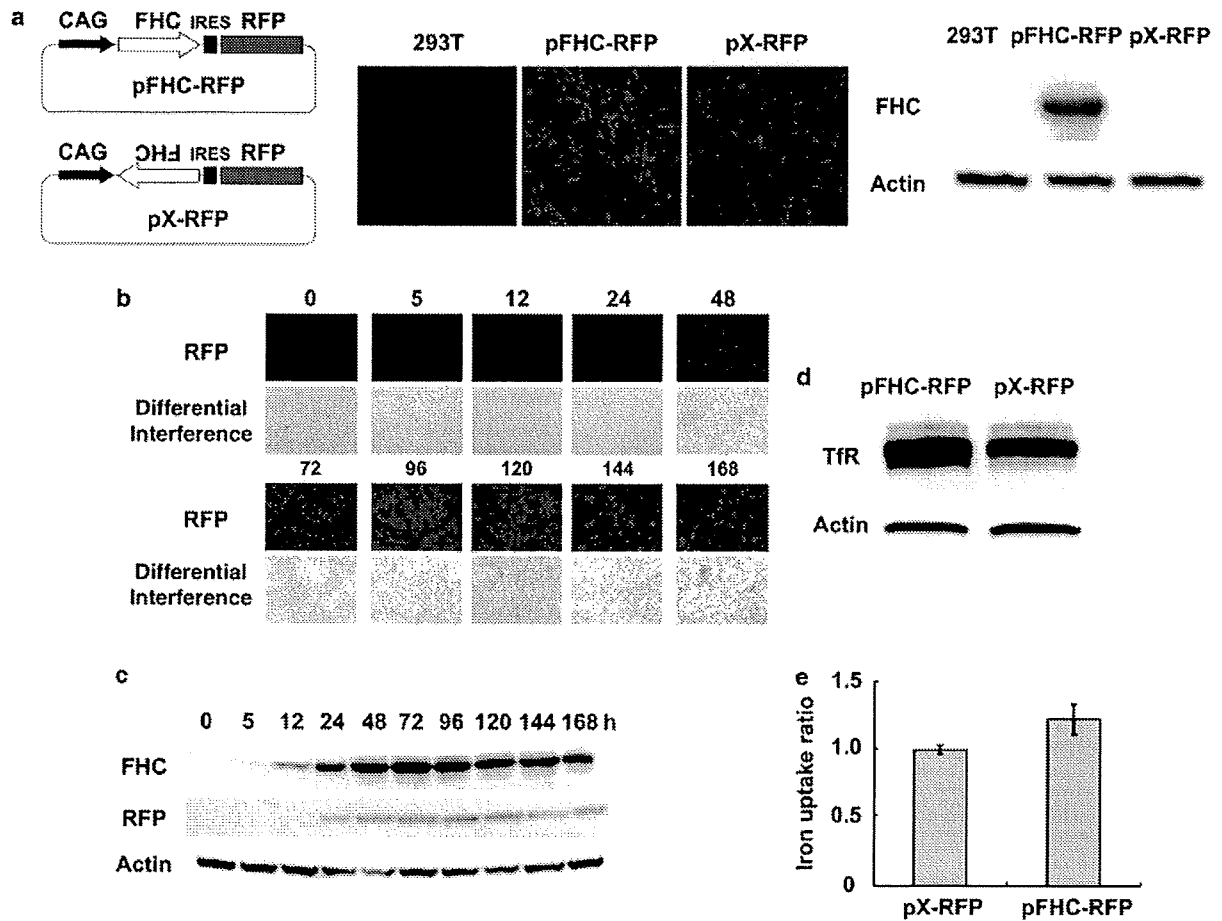 a
CAG FHC IRES RFP
pFHC-RFP
CAG FHC IRES RFP
pX-RFP
293T pFHC-RFP pX-RFP
293T pFHC-RFP pX-RFP
FHC
Actin
b
0 5 12 24 48
RFP
Differential
Interference
72 96 120 144 168
RFP
Differential
Interference
c
0 5 12 24 48 72 96 120 144 168 h
FHC
RFP
Actin
d
pFHC-RFP pX-RFP
TfR
Actin
e
Iron uptake ratio
1.5
1.0
0.5
0
pX-RFP pFHC-RFP